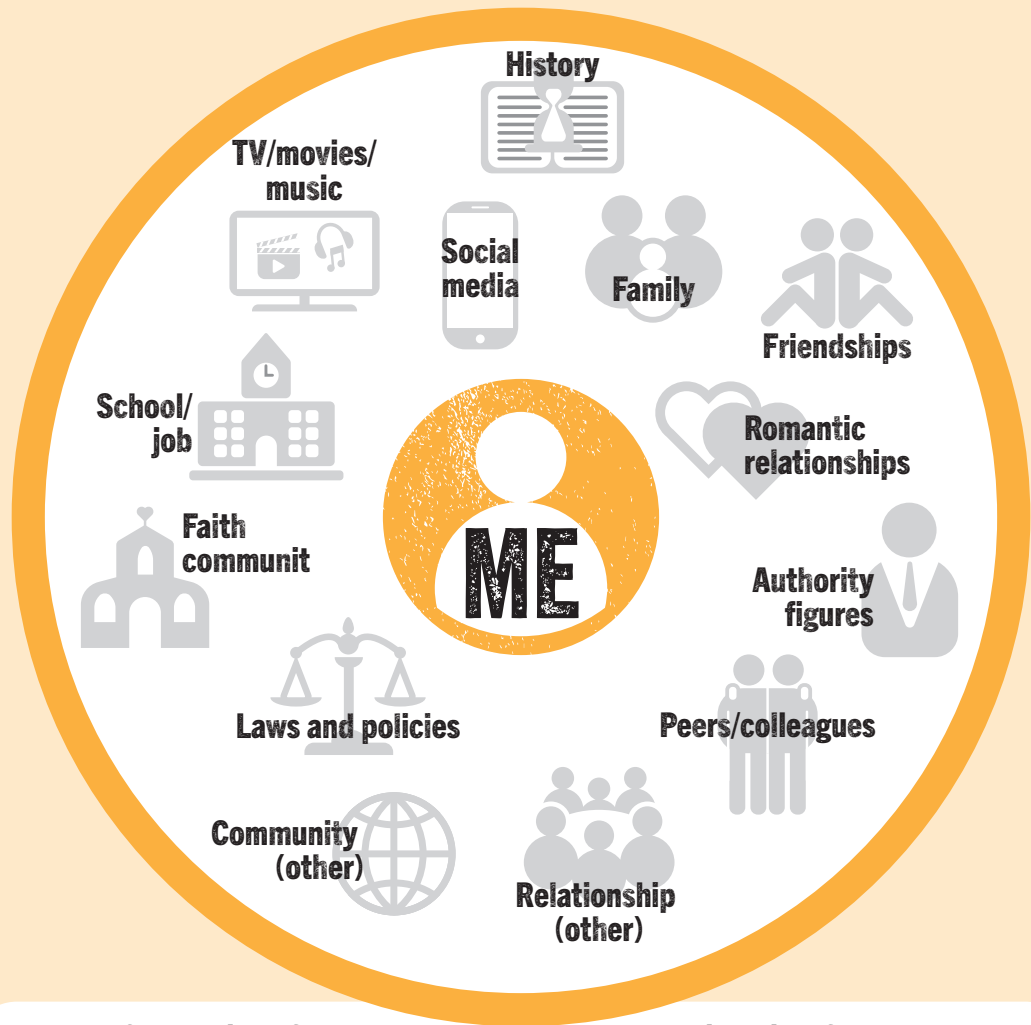 History
TV/movies/
music
Social
media
Family
Friendships
School/
job
Romantic
relationships
ME
Faith
communit
Authority
figures
Laws and policies
Peers/colleagues
Community
(other)
Relationship
(other)